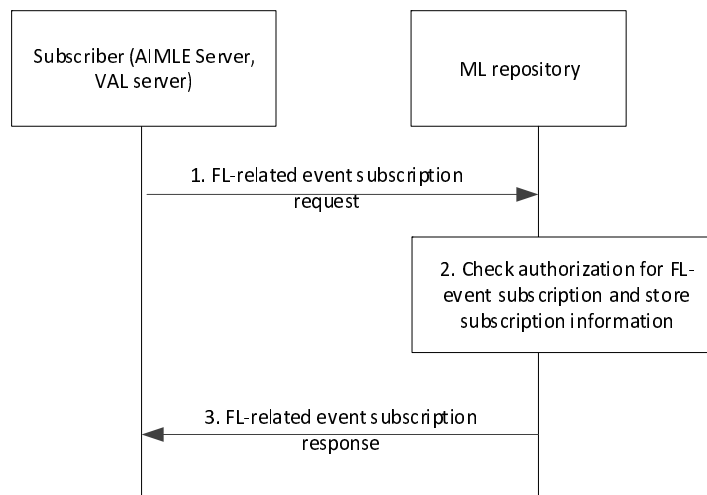 Subscriber (AIMLE Server,
VAL server)
ML repository
1. FL-related event subscription
request
2. Check authorization for FL-
event subscription and store
subscription information
3. FL-related event subscription
response